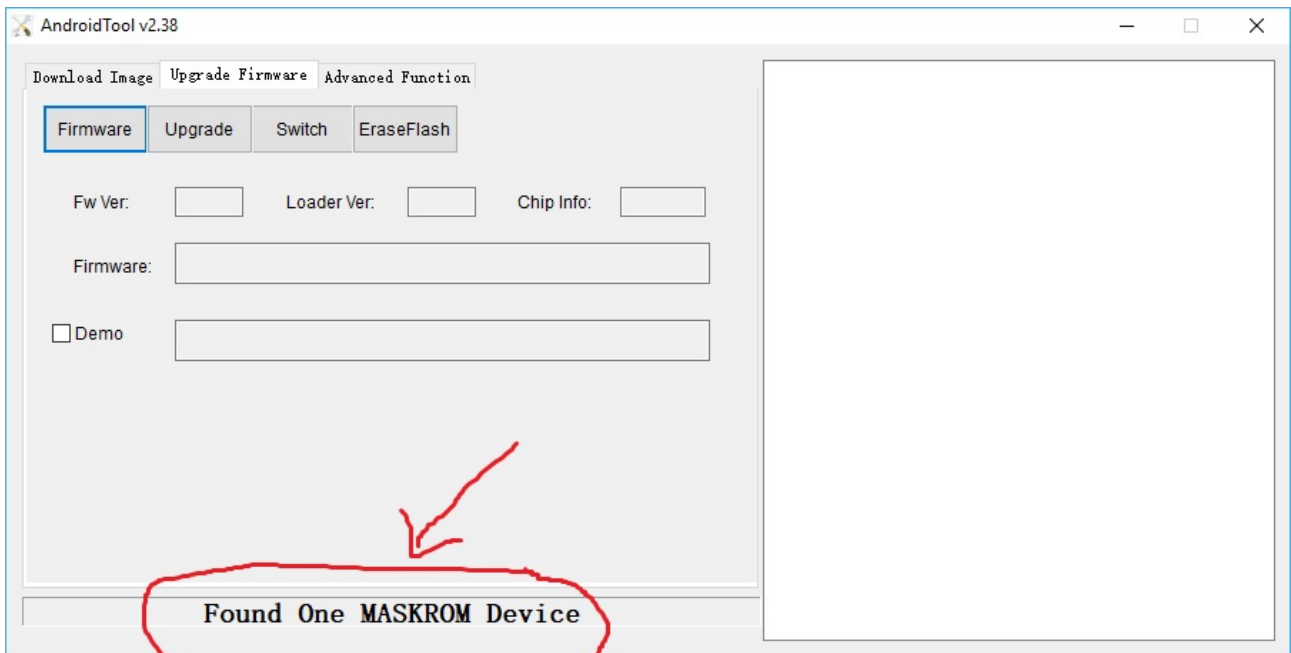 AndroidTool v2.38
Download Image Upgrade Firmware Advanced Function
Firmware Upgrade Switch EraseFlash
Fw Ver: Loader Ver: Chip Info:
Firmware:
Demo
Found One MASKROM Device